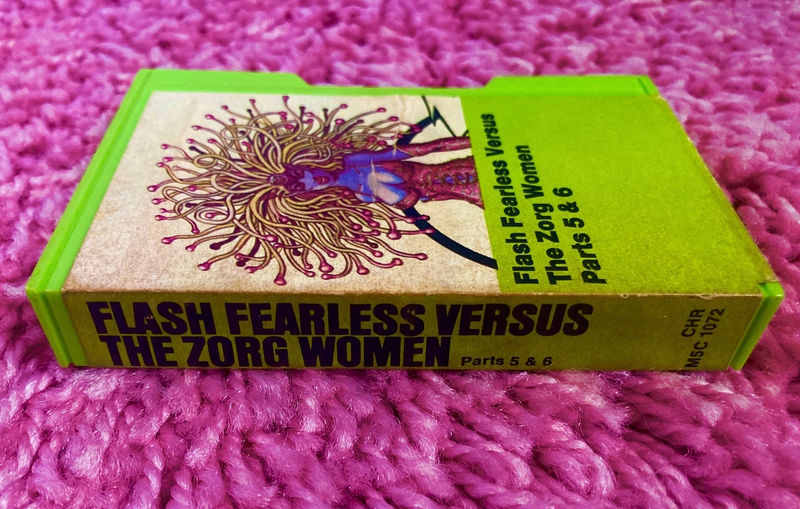 Flash Fearless Versus
The Zorg Women
Parts 5 & 6
FLASH FEARLESS VERSUS
THE ZORG WOMEN Parts 5 & 6
CHR
M5C 1072